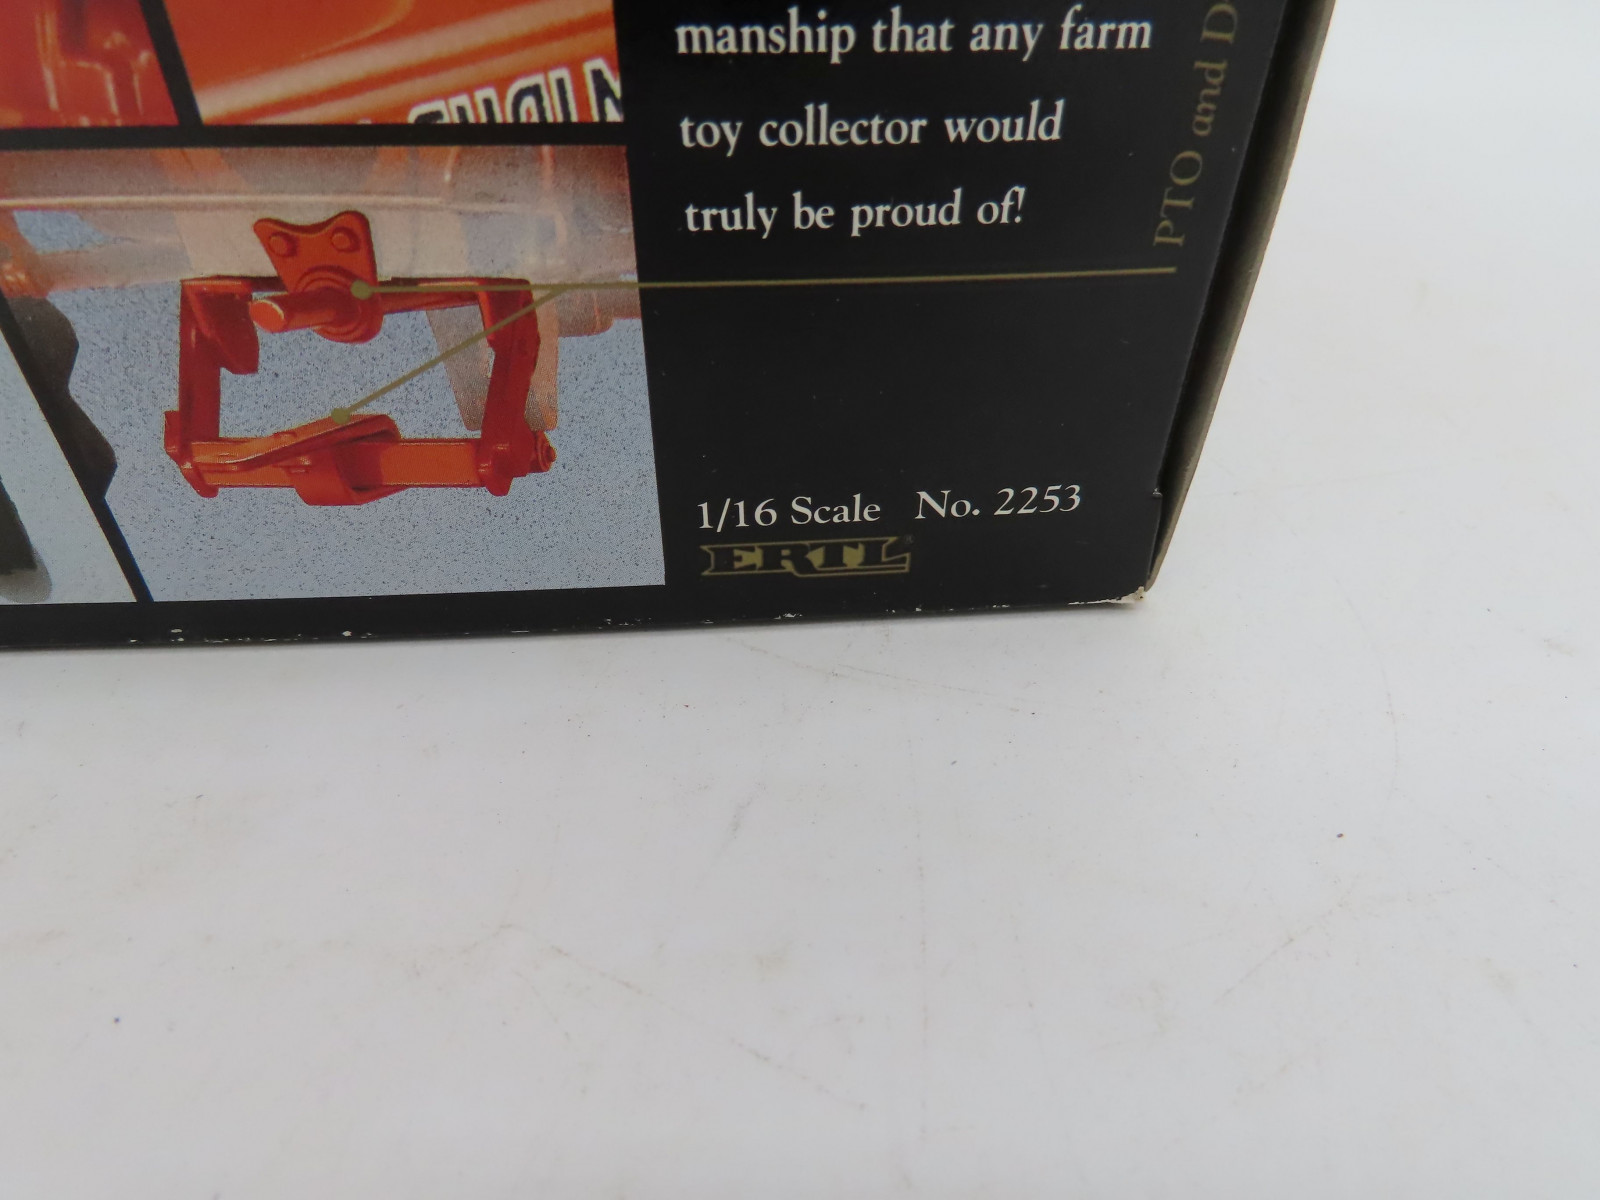 manship that any farm
toy collector would
truly be proud of!
PTO and D
1/16 Scale No. 2253
ERTL